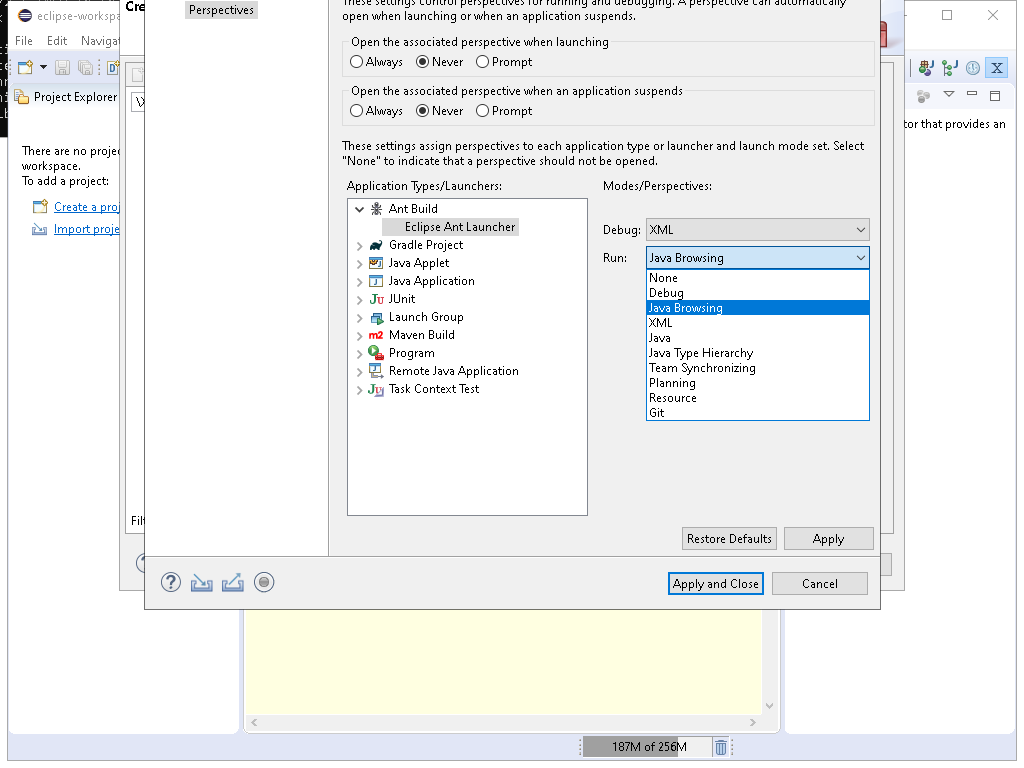 eclipse-workspa
Cre
Perspectives
These settings control perspectives for running and debugging. A perspective can automatically
open when launching or when an application suspends.
File Edit Naviga
Open the associated perspective when launching
Always Never Prompt
Open the associated perspective when an application suspends
Always Never Prompt
Project Explorer
tor that provides an
These settings assign perspectives to each application type or launcher and launch mode set. Select
"None" to indicate that a perspective should not be opened.
There are no proje
workspace.
To add a project:
Create a proj
Import proje
Application Types/Launchers:
Modes/Perspectives:
Ant Build
Eclipse Ant Launcher
Gradle Project
Java Applet
Java Application
JUnit
Launch Group
Maven Build
Program
Remote Java Application
Task Context Test
Debug: XML
Run: Java Browsing
None
Debug
Java Browsing
XML
Java
Java Type Hierarchy
Team Synchronizing
Planning
Resource
Git
Filt
Restore Defaults
Apply
Apply and Close
Cancel
187M of 256M